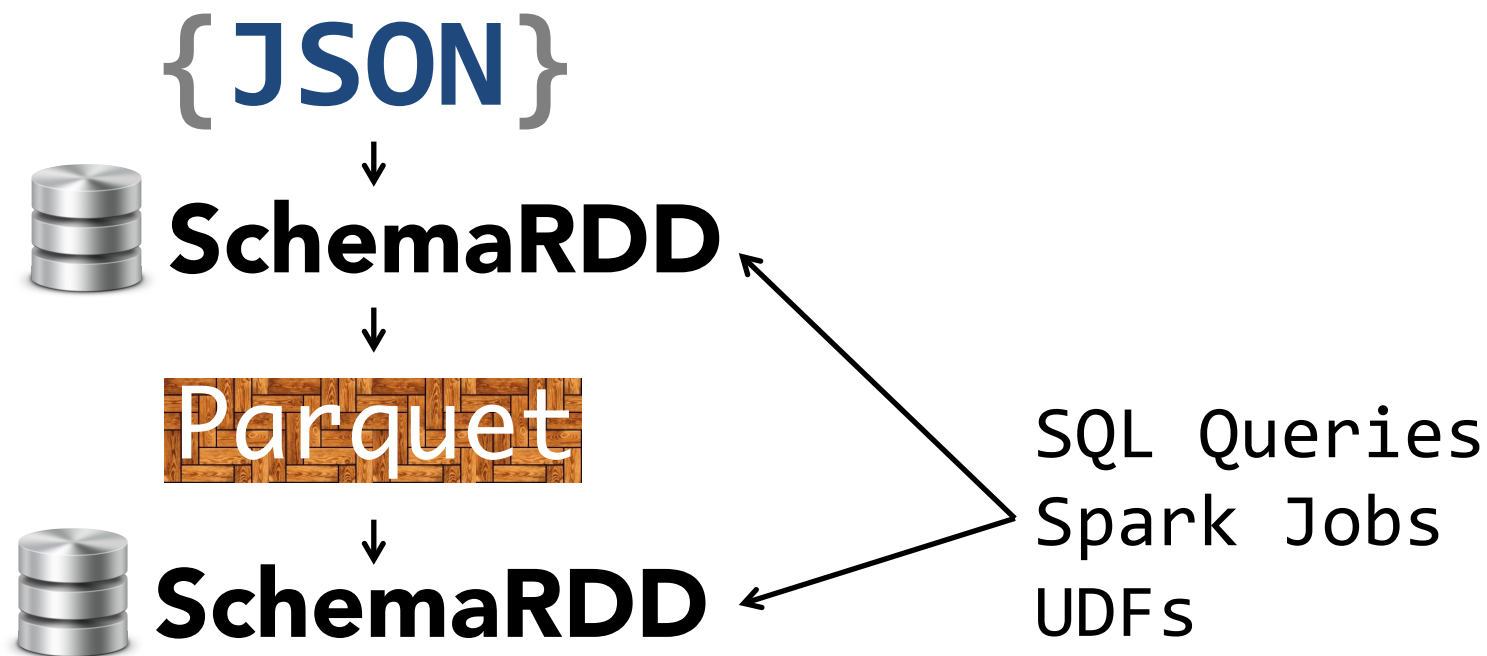 {JSON}
SchemaRDD
Parquet
SchemaRDD
SQL Queries
Spark Jobs
UDFs